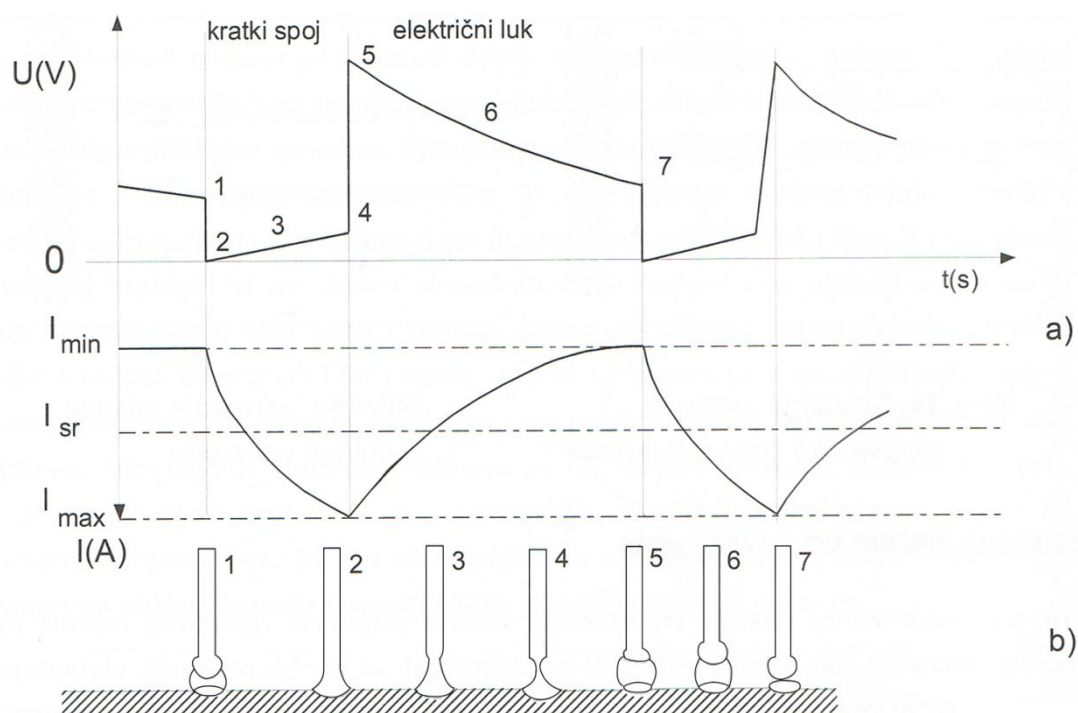 kratki spoj
električni luk
U(V)
5
6
1
7
3
4
2
0
t(s)
I min
a)
I sr
I max
I(A)
1 2 3 4 5 6 7
b)